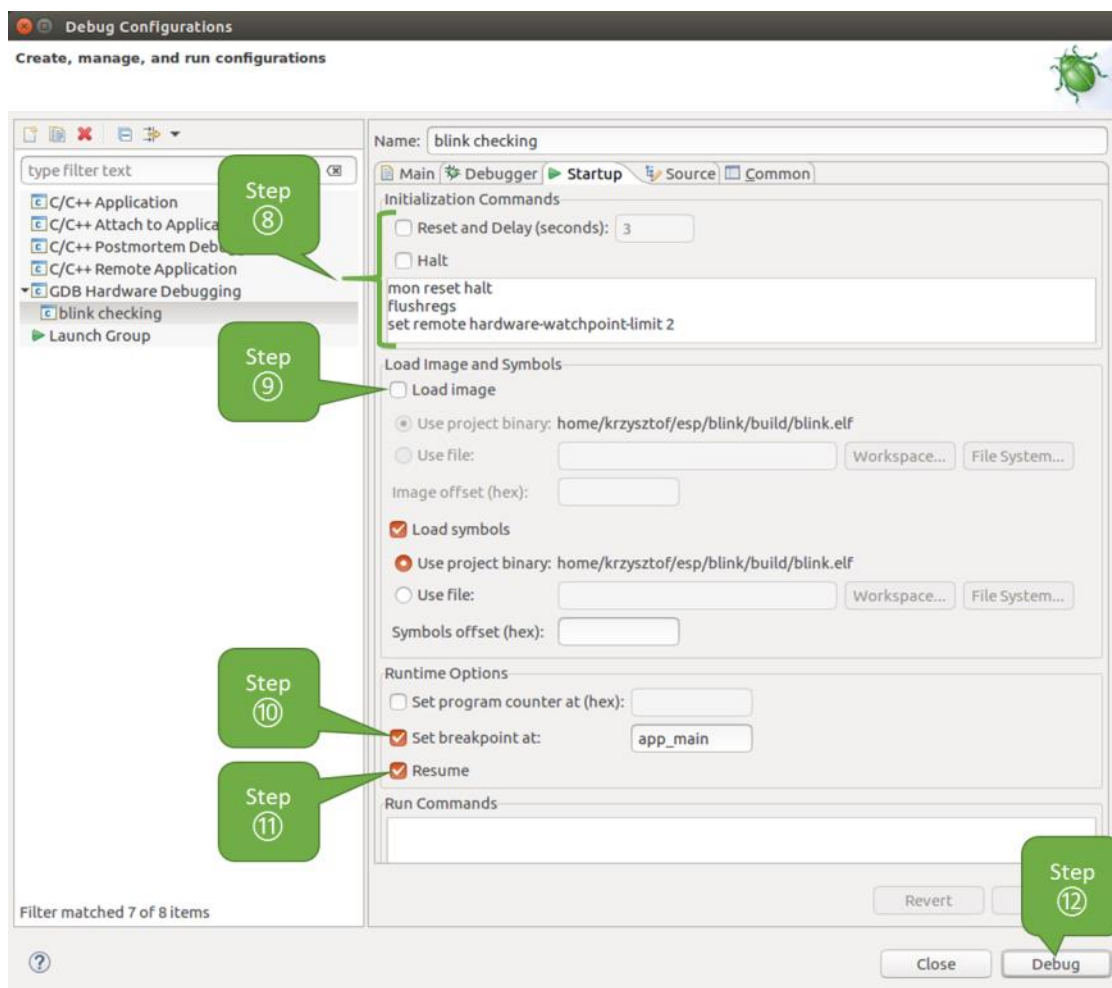 Debug Configurations
Create, manage, and run configurations
type filter text
C/C++ Application
C/C++ Attach to Applica
C/C++ Postmortem Debu
C/C++ Remote Application
GDB Hardware Debugging
blink checking
Launch Group
Filter matched 7 of 8 items
Step
⑧
Step
⑨
Step
⑩
Step
⑪
Name: blink checking
Main Debugger Startup Source Common
Initialization Commands
Reset and Delay (seconds): 3
Halt
mon reset halt
flushregs
set remote hardware-watchpoint-limit 2
Load Image and Symbols
Load image
Use project binary: home/krzysztof/esp/blink/build/blink.elf
Use file: Workspace... File System...
Image offset (hex):
Load symbols
Use project binary: home/krzysztof/esp/blink/build/blink.elf
Use file: Workspace... File System...
Symbols offset (hex):
Runtime Options
Set program counter at (hex):
Set breakpoint at: app_main
Resume
Run Commands
Revert
Step
⑫
Close Debug